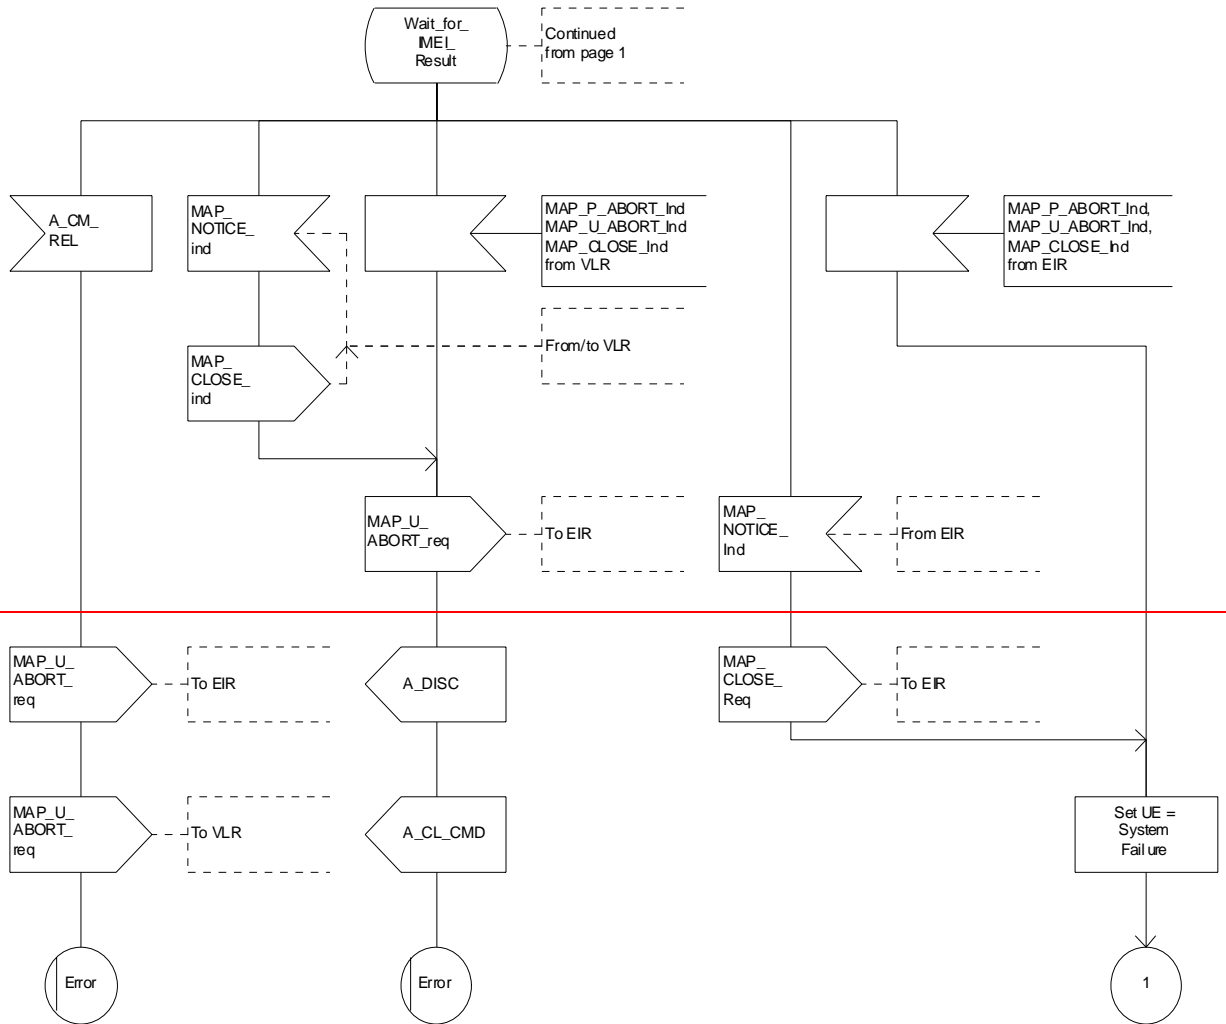 Wait_for_
IMEI_
Result
Continued
from page 1
A_CM_
REL
MAP_
NOTICE_
ind
MAP_P_ABORT_Ind
MAP_U_ABORT_Ind
MAP_CLOSE_Ind
from VLR
MAP_P_ABORT_Ind,
MAP_U_ABORT_Ind,
MAP_CLOSE_Ind
from EIR
MAP_
CLOSE_
ind
From/to VLR
MAP_U_
ABORT_req
To EIR
MAP_
NOTICE_
Ind
From EIR
MAP_U_
ABORT_
req
To EIR
A_DISC
MAP_
CLOSE_
Req
To EIR
MAP_U_
ABORT_
req
To VLR
A_CL_CMD
Set UE =
System
Failure
Error
Error
1